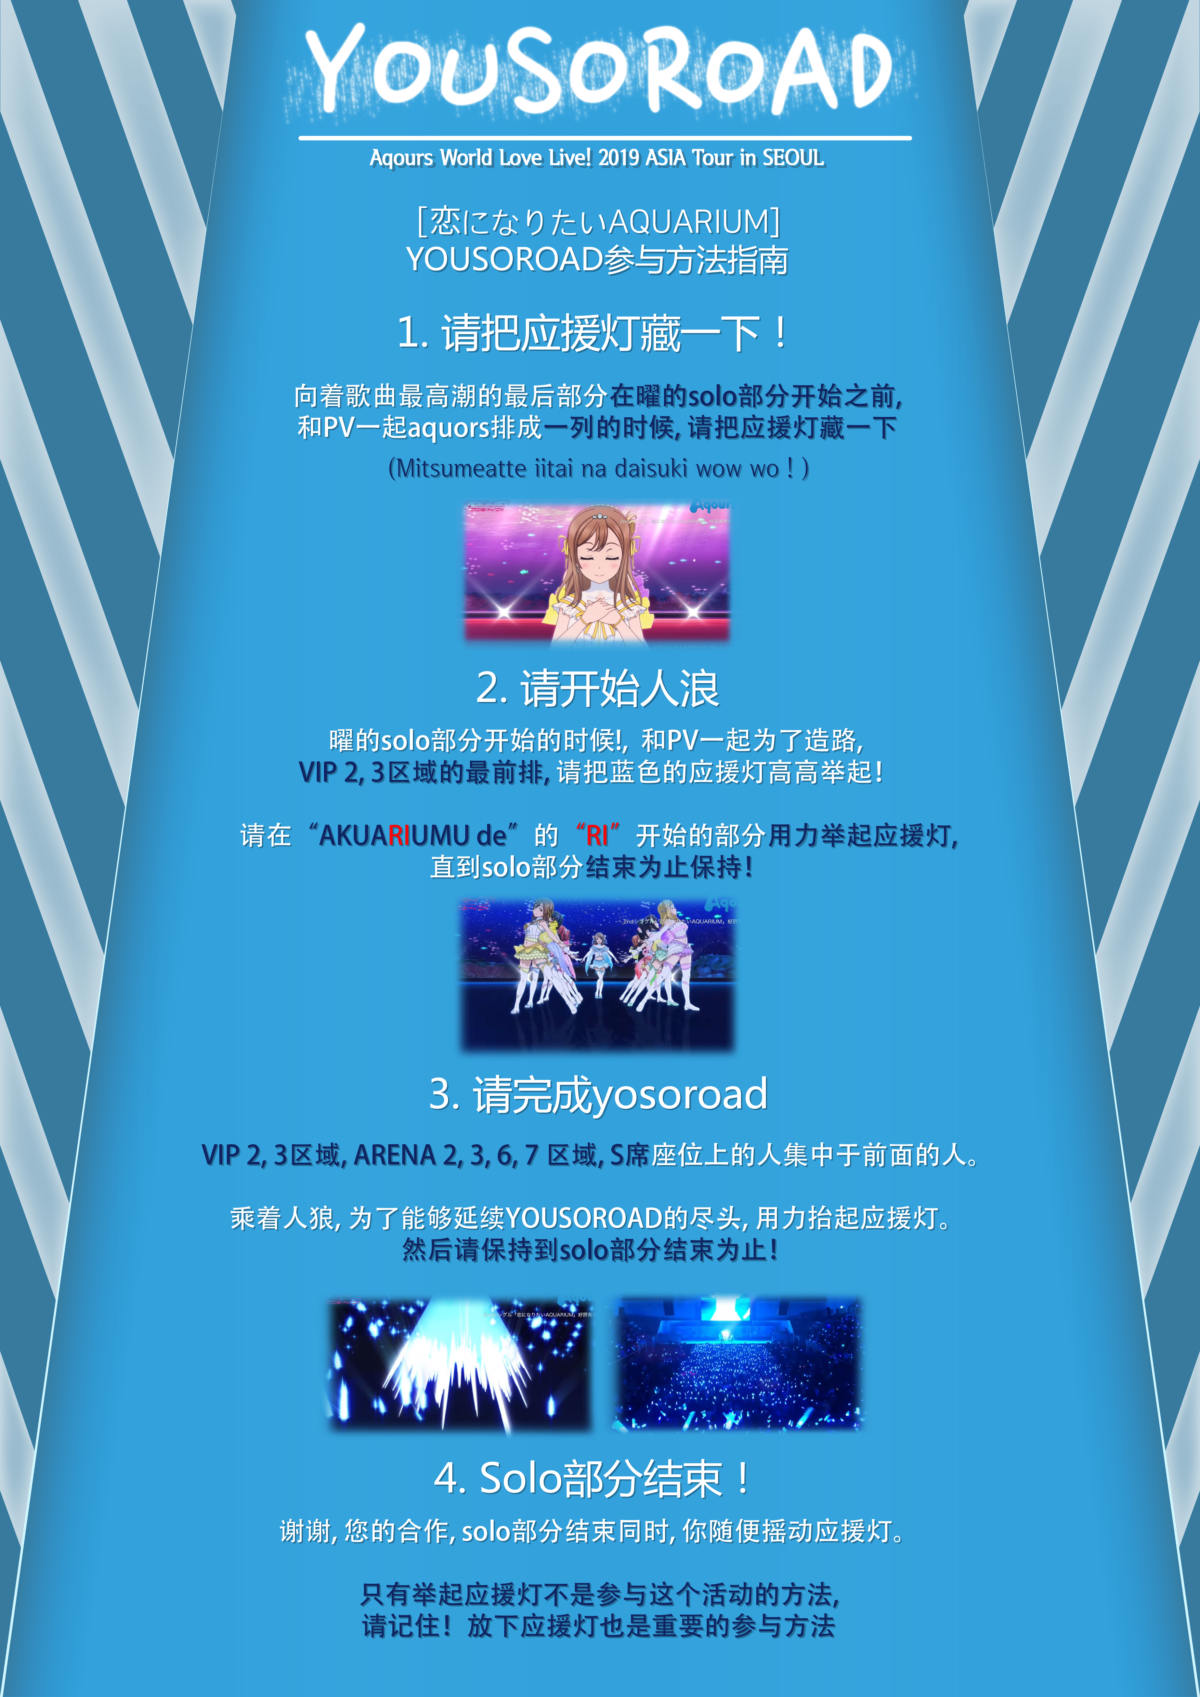 YOUSOROAD
Aqours World Love Live! 2019 ASIA Tour in SEOUL
[恋になりたいAQUARIUM]
YOUSOROAD参与方法指南
1. 请把应援灯藏一下！
向着歌曲最高潮的最后部分在曜的solo部分开始之前,
和PV一起aquors排成一列的时候, 请把应援灯藏一下
(Mitsumeatte iitai na daisuki wow wo！)
Aqour
2. 请开始人浪
曜的solo部分开始的时候!, 和PV一起为了造路,
VIP 2, 3区域的最前排, 请把蓝色的应援灯高高举起!
请在“AKUARIUMU de”的“RI”开始的部分用力举起应援灯,
直到solo部分结束为止保持!
Aqo
3. 请完成yosoroad
VIP 2, 3区域, ARENA 2, 3, 6, 7 区域, S席座位上的人集中于前面的人。
乘着人狼, 为了能够延续YOUSOROAD的尽头, 用力抬起应援灯。
然后请保持到solo部分结束为止!
4. Solo部分结束！
谢谢, 您的合作, solo部分结束同时, 你随便摇动应援灯。
只有举起应援灯不是参与这个活动的方法,
请记住! 放下应援灯也是重要的参与方法